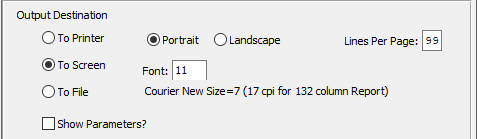 Output Destination
To Printer Portrait Landscape Lines Per Page: 99
To Screen Font: 11
To File Courier New Size=7 (17 cpi for 132 column Report)
Show Parameters?